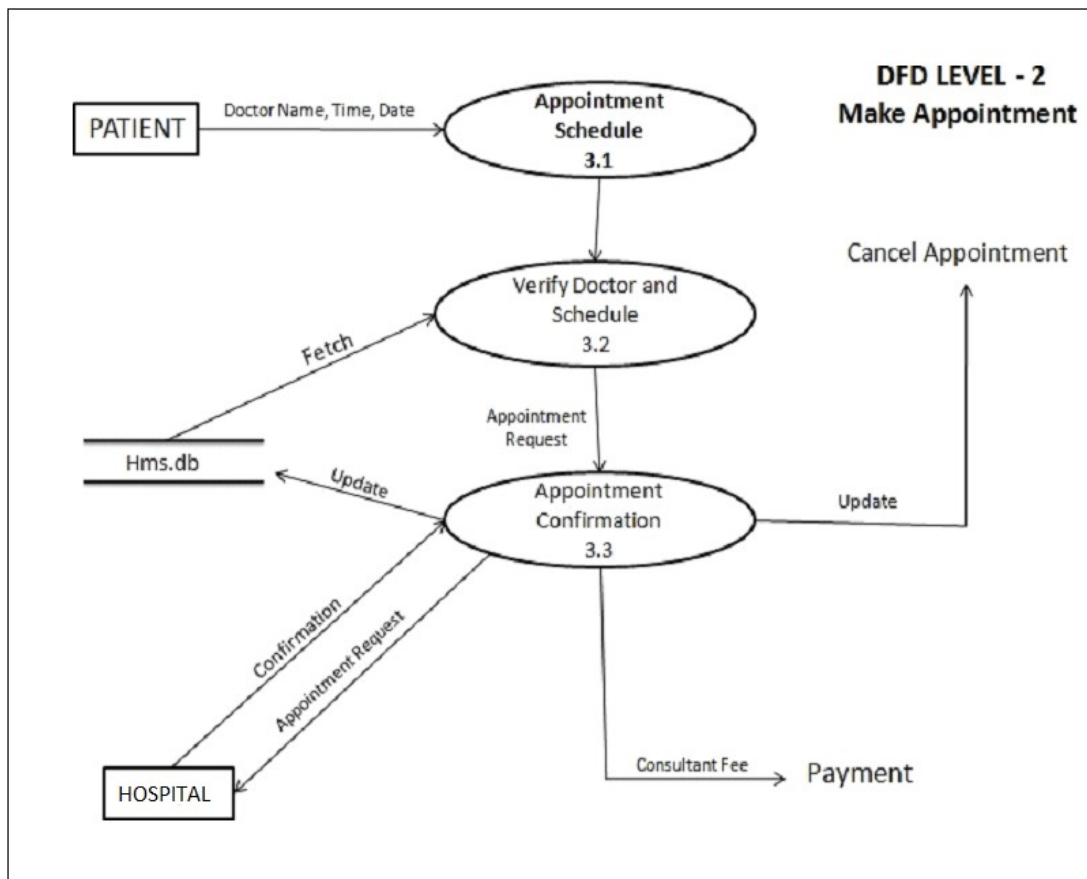 DFD LEVEL - 2
Make Appointment
PATIENT
Doctor Name, Time, Date
Appointment
Schedule
3.1
Cancel Appointment
Verify Doctor and
Schedule
3.2
Fetch
Appointment
Request
Hms.db
Update
Appointment
Confirmation
3.3
Update
Confirmation
Appointment Request
HOSPITAL
Consultant Fee
Payment